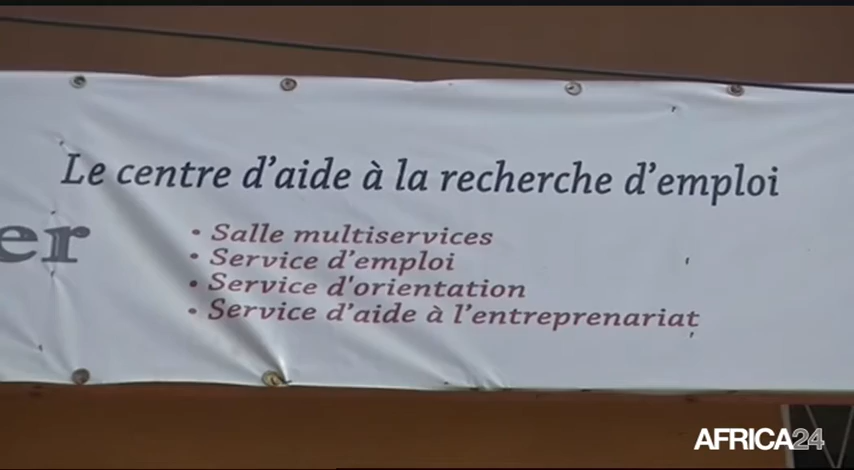 Le centre d'aide à la recherche d'emploi
er
• Salle multiservices
• Service d'emploi
• Service d'orientation
• Service d'aide à l'entreprenariat
AFRICA24